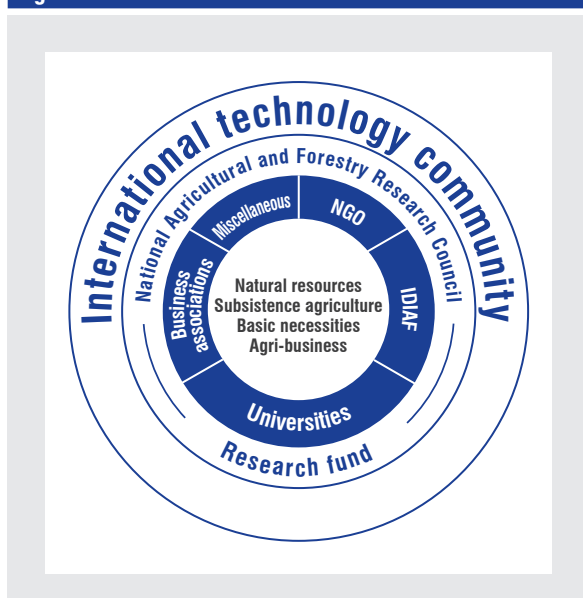 International technology community
National Agricultural and Forestry Research Council
Miscellaneous
NGO
Business
associations
IDIAF
Natural resources
Subsistence agriculture
Basic necessities
Agri-business
Universities
Research fund